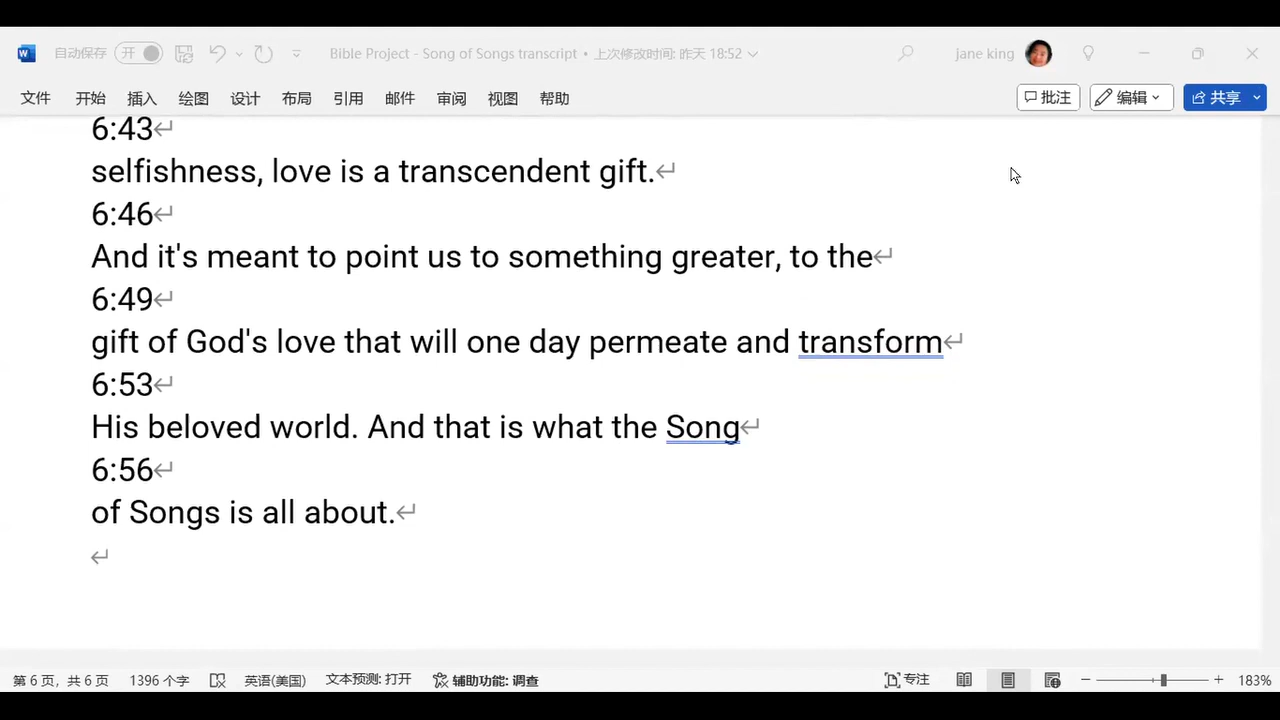 自动保存 开 Bible Project - Song of Songs transcript • 上次修改时间: 昨天 18:52 jane king
文件 开始 插入 绘图 设计 布局 引用 邮件 审阅 视图 帮助 批注 编辑 共享
6:43
selfishness, love is a transcendent gift.
6:46
And it's meant to point us to something greater, to the
6:49
gift of God's love that will one day permeate and transform
6:53
His beloved world. And that is what the Song
6:56
of Songs is all about.
第 6 页，共 6 页 1396 个字 英语(美国) 文本预测: 打开 辅助功能: 调查 专注 183%